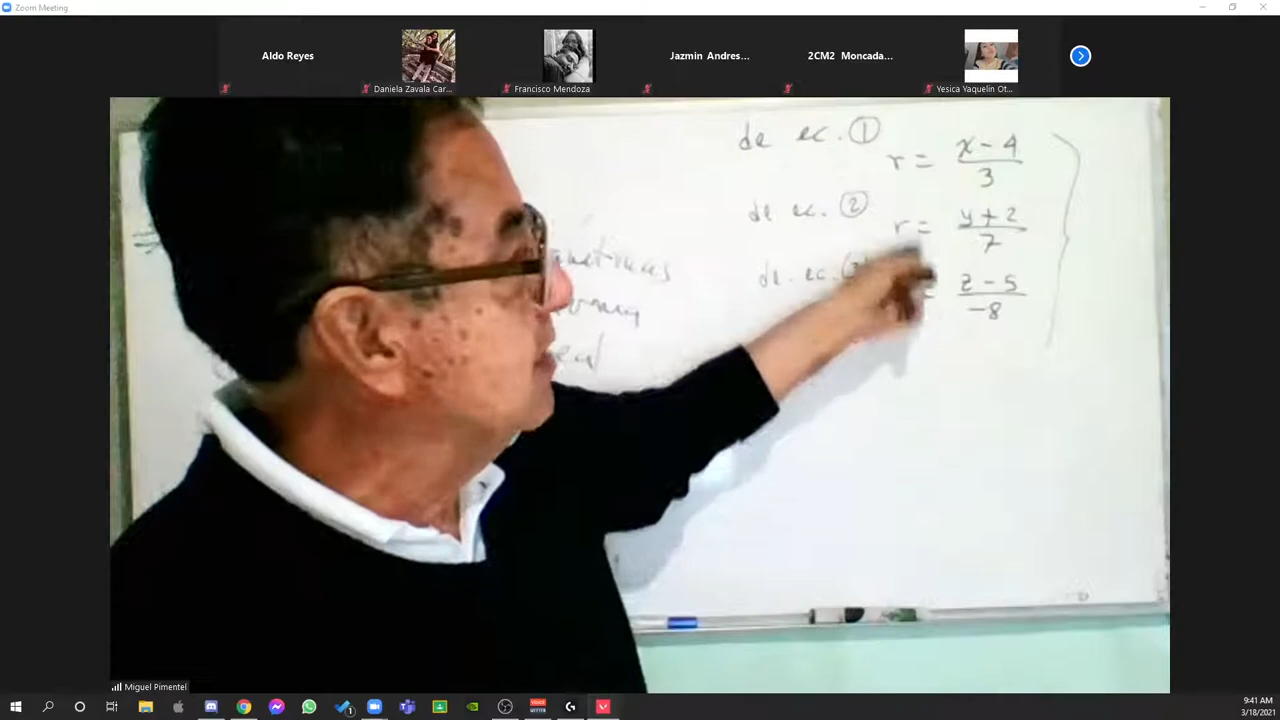 Zoom Meeting
Aldo Reyes
Daniela Zavala Car...
Francisco Mendoza
Jazmin Andres...
2CM2 Moncada...
Yesica Yaquelin Ot...
de ec. ①
r = x - 4 / 3
de ec. ②
r = y + 2 / 7
de. ec.
= z - 5 / -8
Miguel Pimentel
9:41 AM
3/18/2021